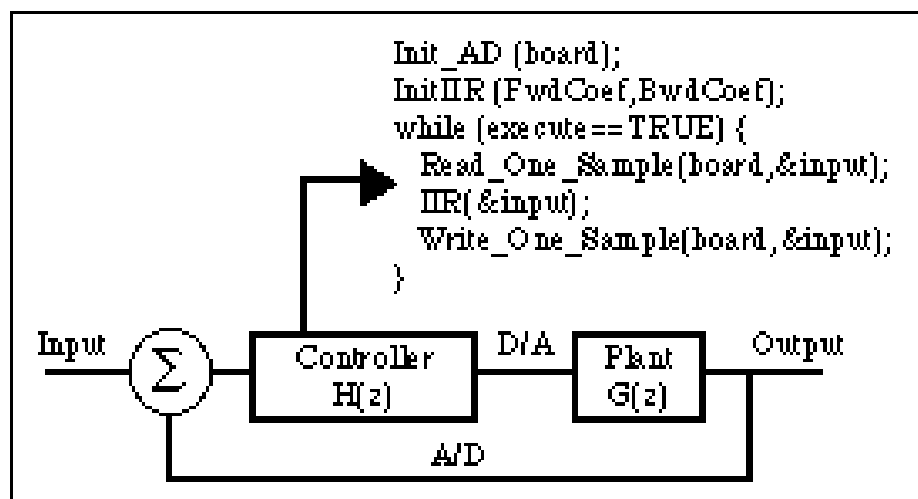 Init_AD (board);
InitIIR (FwdCoef,BwdCoef);
while (execute==TRUE) {
Read_One_Sample(board,&input);
IIR(&input);
Write_One_Sample(board,&input);
}
Input
Σ
Controller
H(z)
D/A
Plant
G(z)
Output
A/D